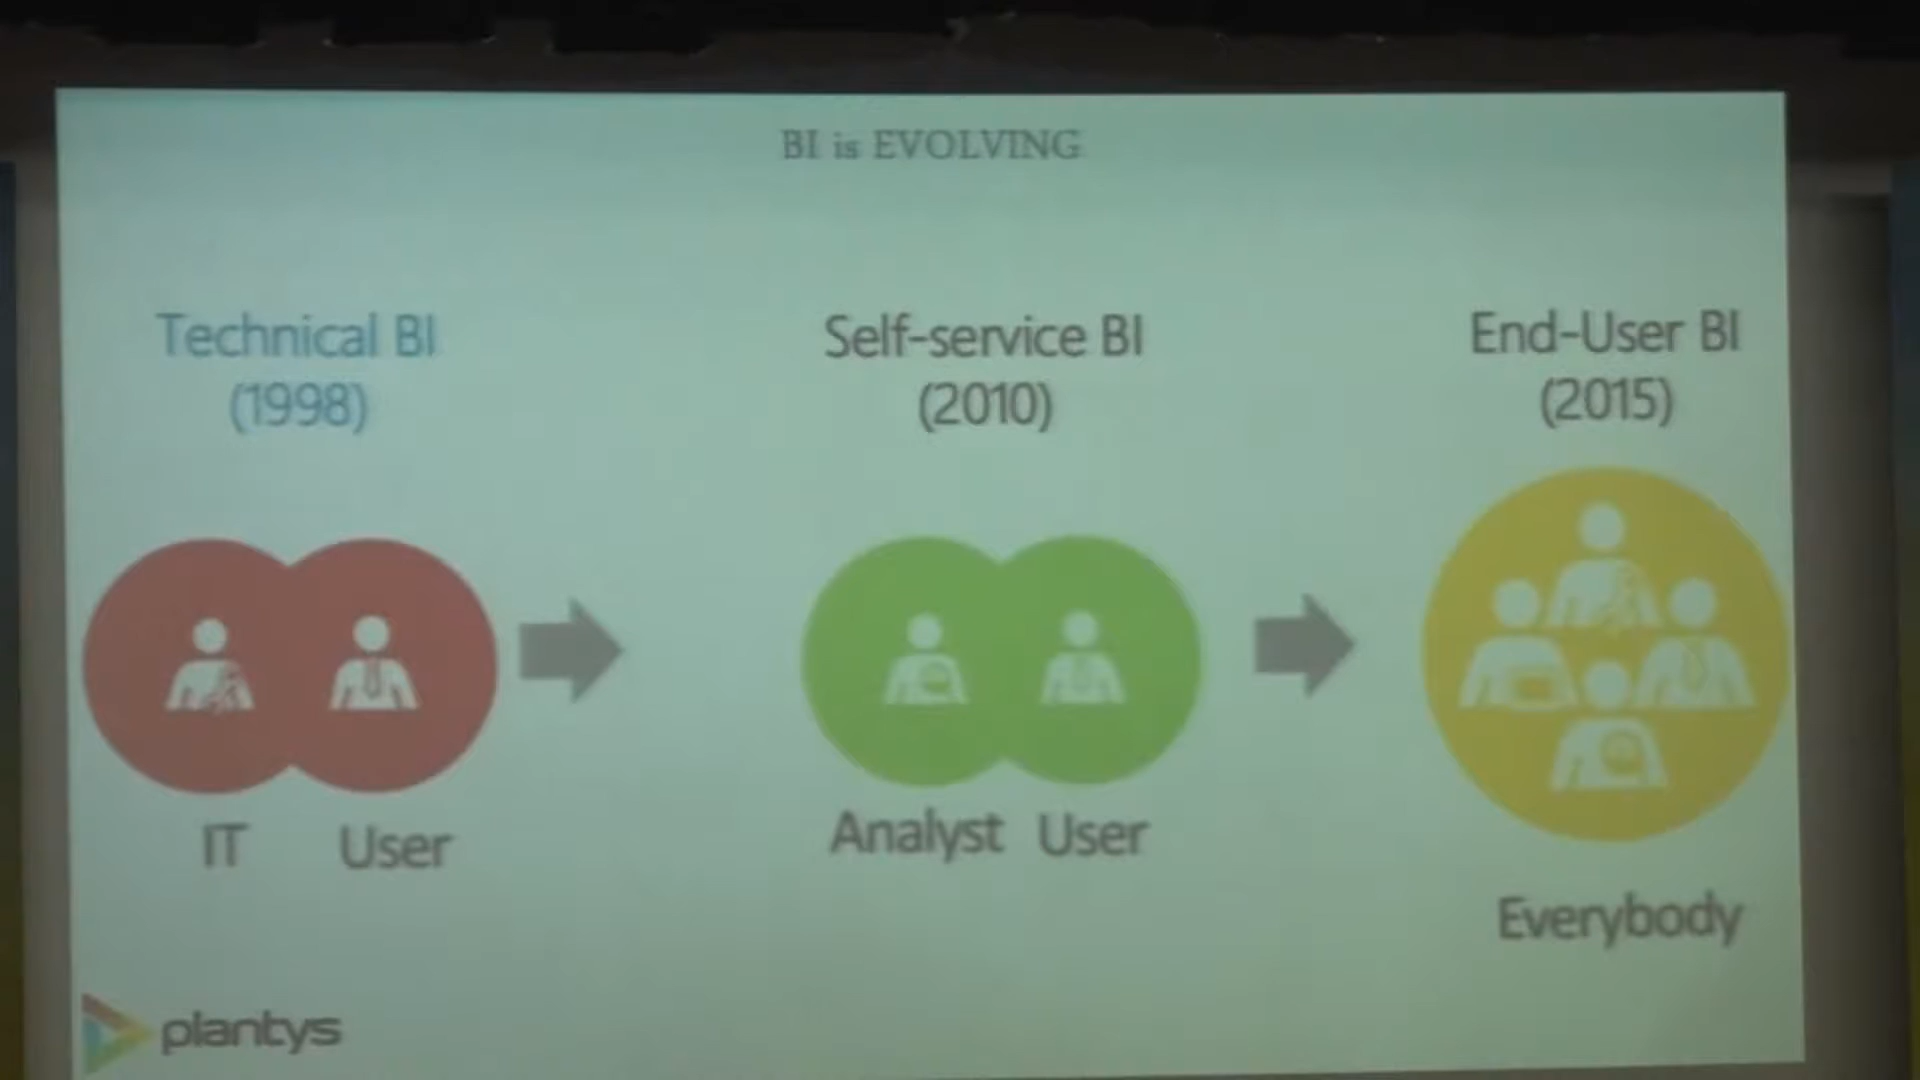 BI is EVOLVING
Technical BI
(1998)
Self-service BI
(2010)
End-User BI
(2015)
IT User
Analyst User
Everybody
plantys